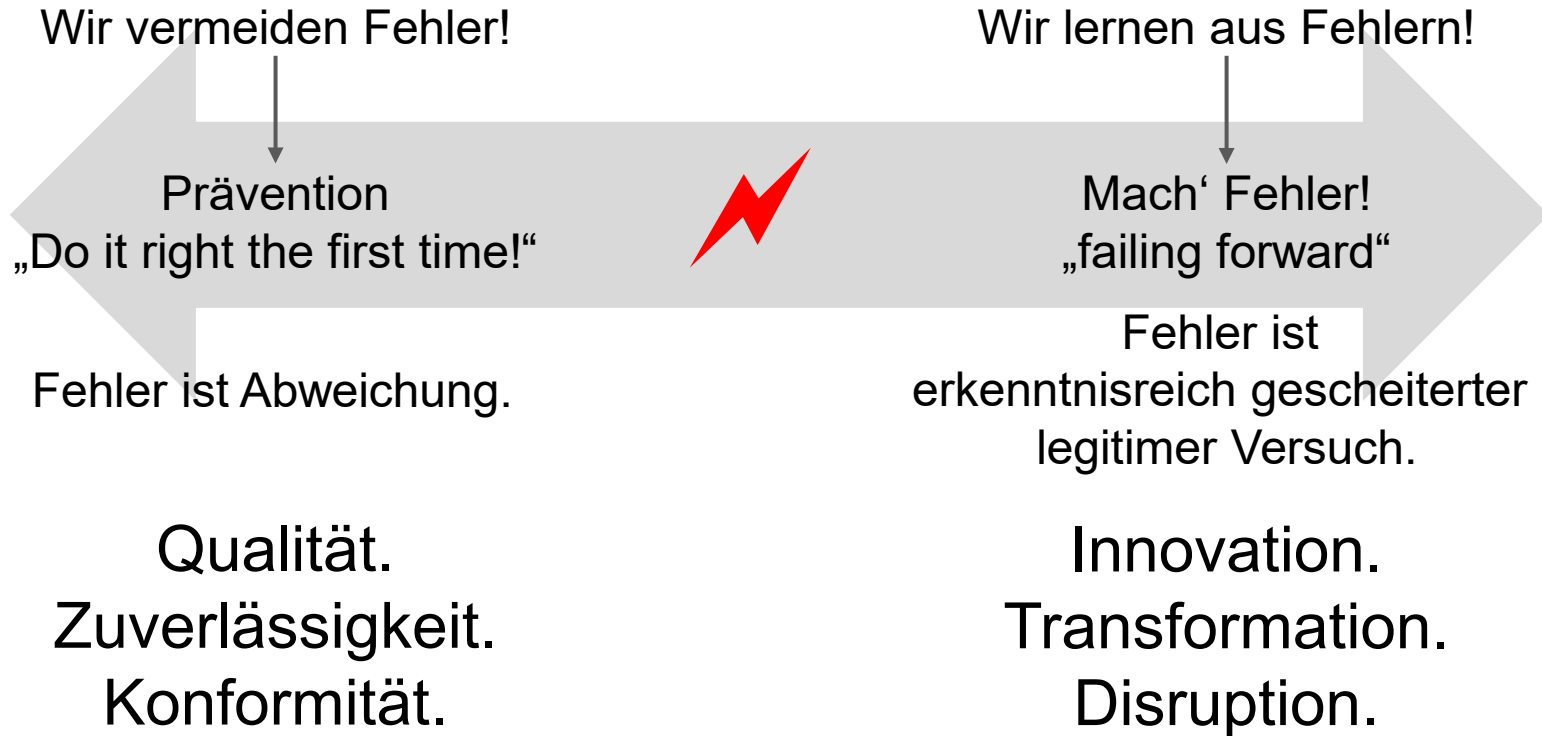 Wir vermeiden Fehler!
Wir lernen aus Fehlern!
Prävention
„Do it right the first time!“
Mach‘ Fehler!
„failing forward“
Fehler ist Abweichung.
Fehler ist
erkenntnisreich gescheiterter
legitimer Versuch.
Qualität.
Zuverlässigkeit.
Konformität.
Innovation.
Transformation.
Disruption.